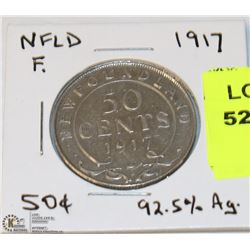 NFLD 1917
F.
LO
52
NEWFOUNDLAND
50
CENTS
1917
50¢ 92.5% Ag.